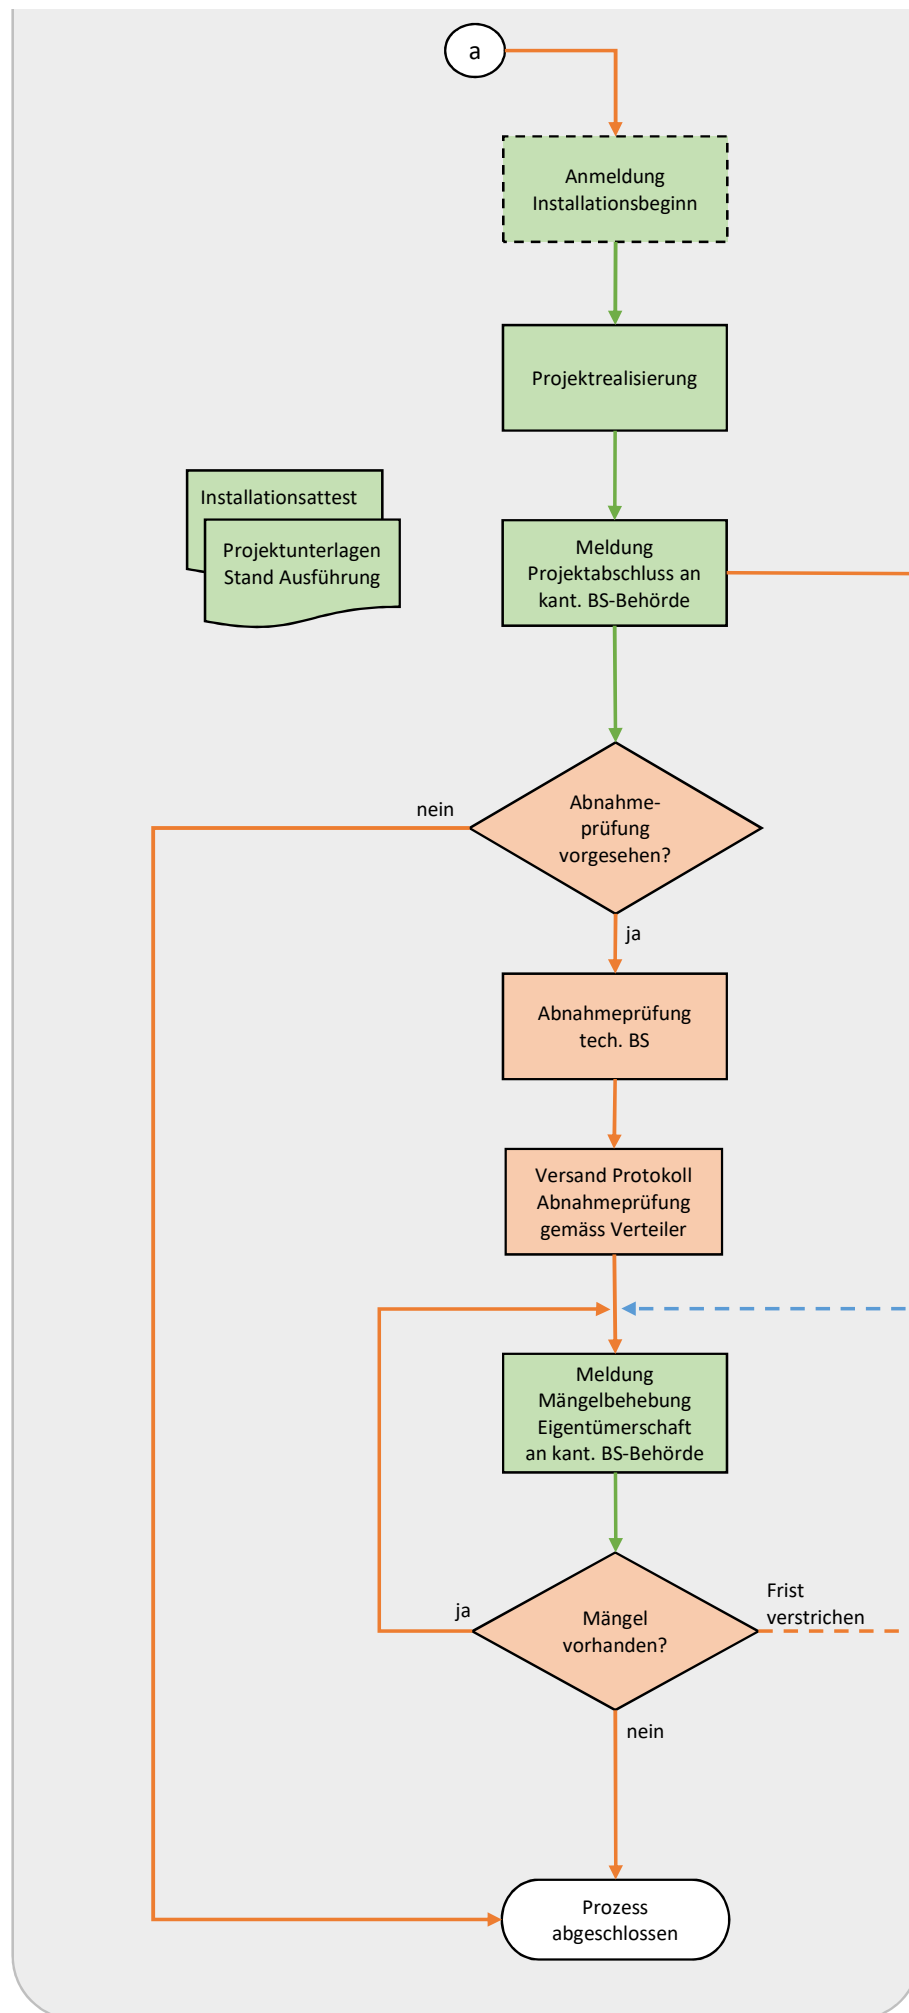 a
Anmeldung
Installationsbeginn
Projektrealisierung
Installationsattest
Projektunterlagen
Stand Ausführung
Meldung
Projektabschluss an
kant. BS-Behörde
nein
Abnahme-
prüfung
vorgesehen?
ja
Abnahmeprüfung
tech. BS
Versand Protokoll
Abnahmeprüfung
gemäss Verteiler
Meldung
Mängelbehebung
Eigentümerschaft
an kant. BS-Behörde
ja
Mängel
vorhanden?
Frist
verstrichen
nein
Prozess
abgeschlossen